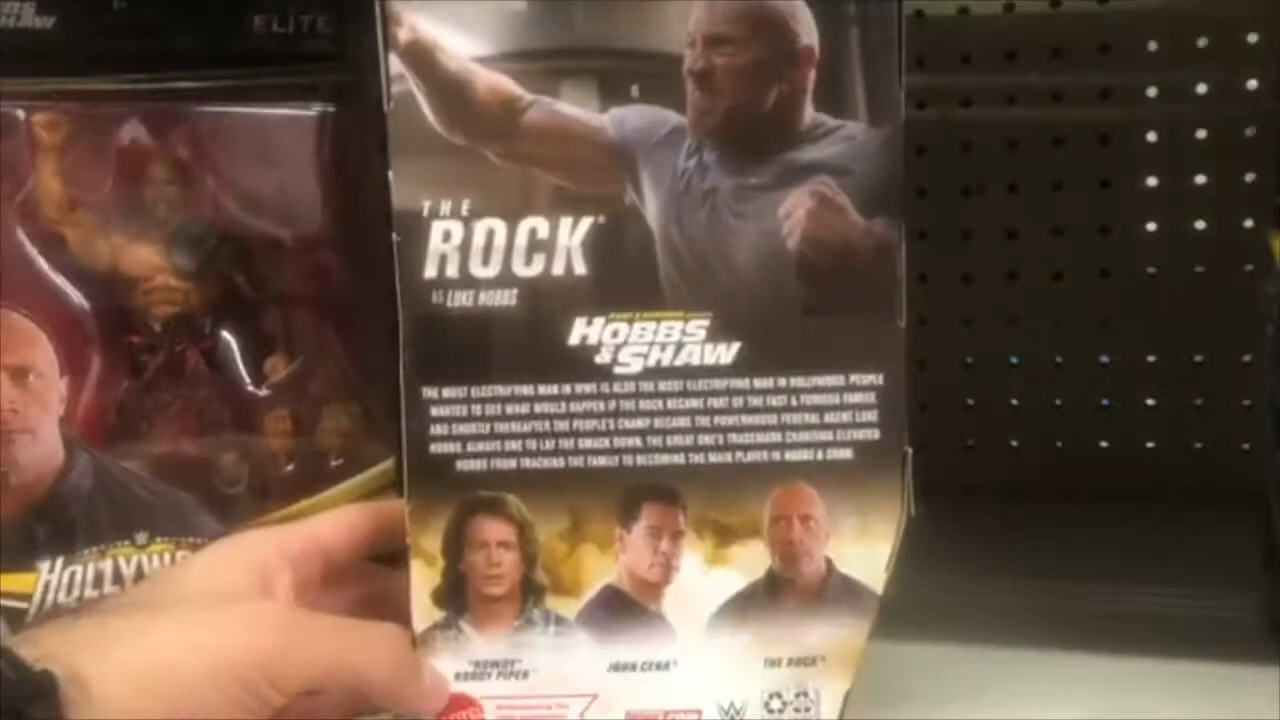 SHAW
ELITE
THE
ROCK
AS LUKE HOBBS
HOBBS
& SHAW
THE MOST ELECTRIFYING MAN IN WWE IS ALSO THE MOST ELECTRIFYING MAN IN HOLLYWOOD. PEOPLE
WANTED TO SEE WHAT WOULD HAPPEN IF THE ROCK BECAME PART OF THE FAST & FURIOUS FAMILY,
AND SHORTLY THEREAFTER THE PEOPLE'S CHAMP BECAME THE POWERHOUSE FEDERAL AGENT LUKE
HOBBS. ALWAYS ONE TO LAY THE SMACK DOWN, THE GREAT ONE'S TRADEMARK CHARISMA ELEVATED
HOBBS FROM TRACKING THE FAMILY TO BECOMING THE MAIN PLAYER IN HOBBS & SHAW.
HOLLYWO
"ROWDY"
RODDY PIPER™
JOHN CENA®
THE ROCK®
W